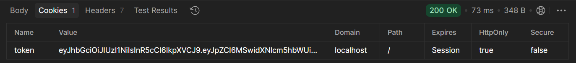 Body Cookies 1 Headers 7 Test Results 200 OK • 73 ms • 348 B
Name Value Domain Path Expires HttpOnly Secure
token eyJhbGciOiJIUzI1NiIsInR5cCI6IkpXVCJ9.eyJpZCI6MSwidXNlcm5hbWUi... localhost / Session true false